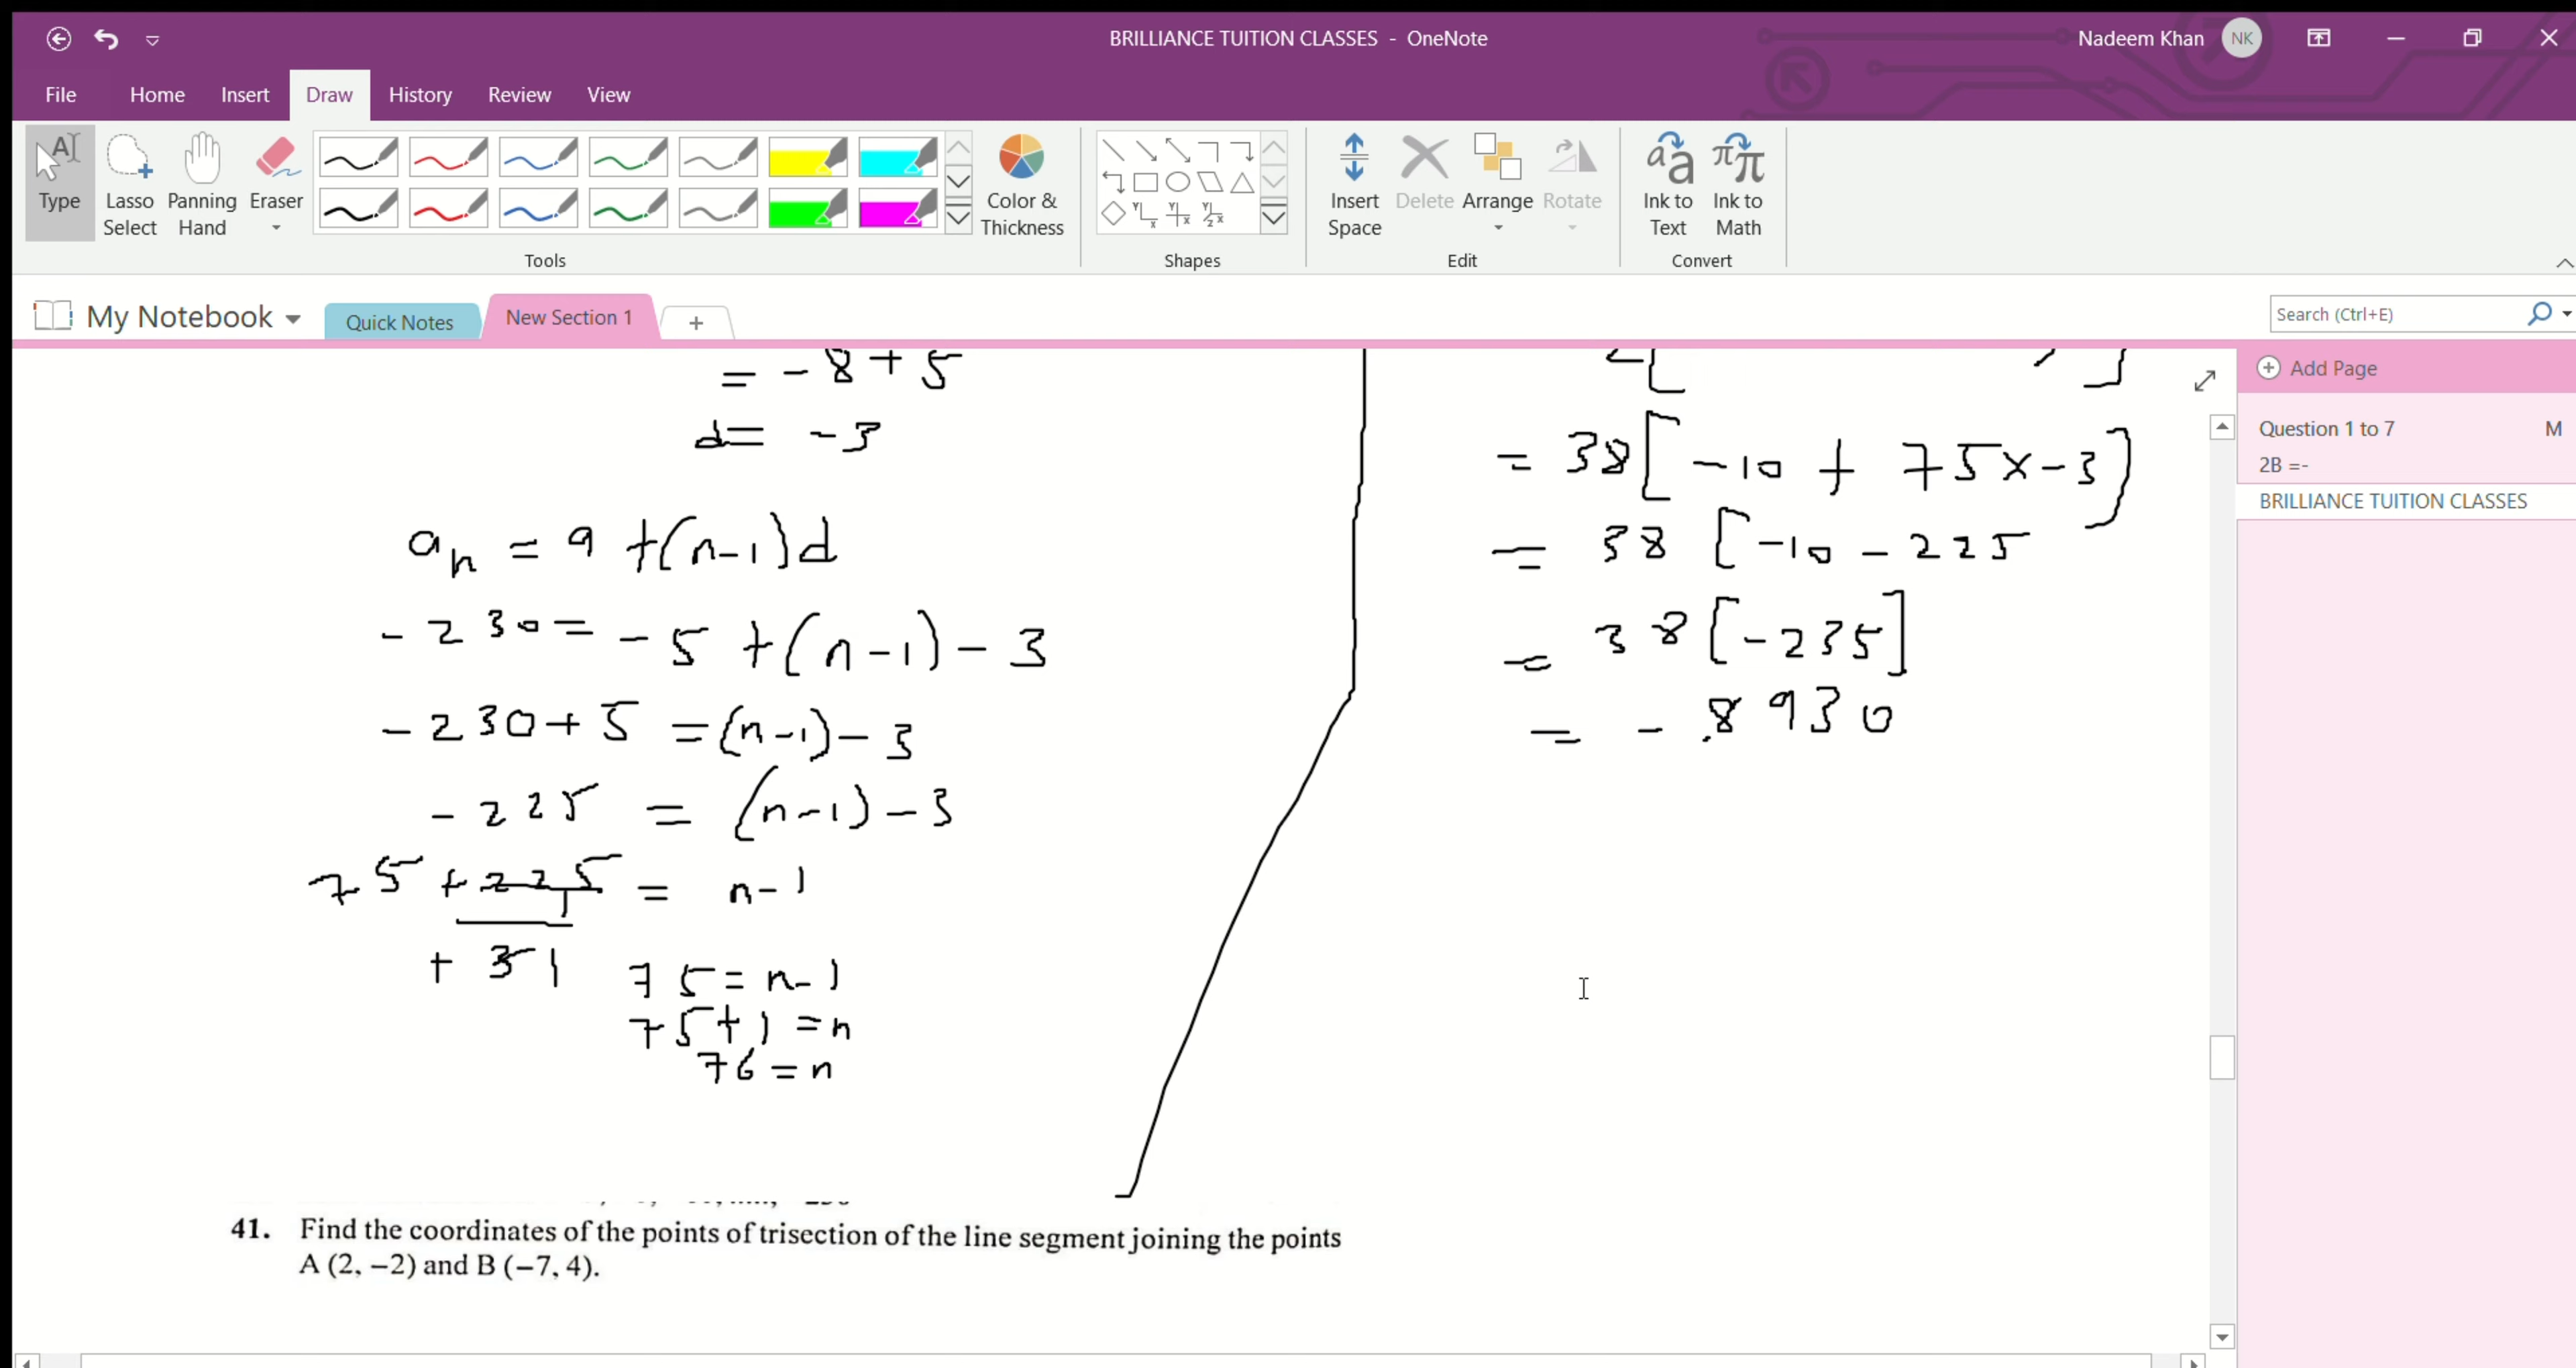 BRILLIANCE TUITION CLASSES - OneNote
Nadeem Khan
NK
File
Home
Insert
Draw
History
Review
View
Type
Lasso Select
Panning Hand
Eraser
Color & Thickness
Insert Space
Delete
Arrange
Rotate
Ink to Text
Ink to Math
Tools
Shapes
Edit
Convert
My Notebook
Quick Notes
New Section 1
+
Search (Ctrl+E)
Add Page
Question 1 to 7 M
2B =-
BRILLIANCE TUITION CLASSES
= - 8 + 5
d= -3
an = a +(n-1)d
-230= -5 +(n-1)-3
-230+5 =(n-1)-3
-225 = (n-1)-3
75 +225 = n-1
+ 31
75=n-1
75+1=n
76=n
= 38[-10 + 75x-3]
= 38 [-10 - 225
= 38[-235]
= - 8930
41. Find the coordinates of the points of trisection of the line segment joining the points
A (2, −2) and B (−7, 4).